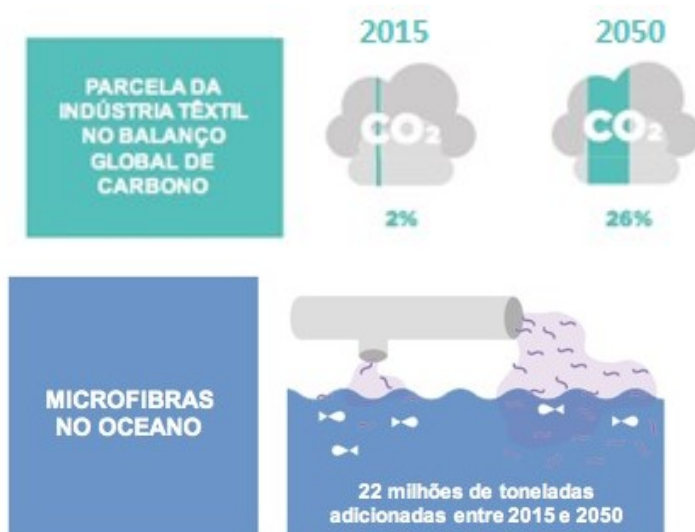 2015
2050
PARCELA DA
INDÚSTRIA TÊXTIL
NO BALANÇO
GLOBAL DE
CARBONO
CO₂
CO₂
2%
26%
MICROFIBRAS
NO OCEANO
22 milhões de toneladas
adicionadas entre 2015 e 2050